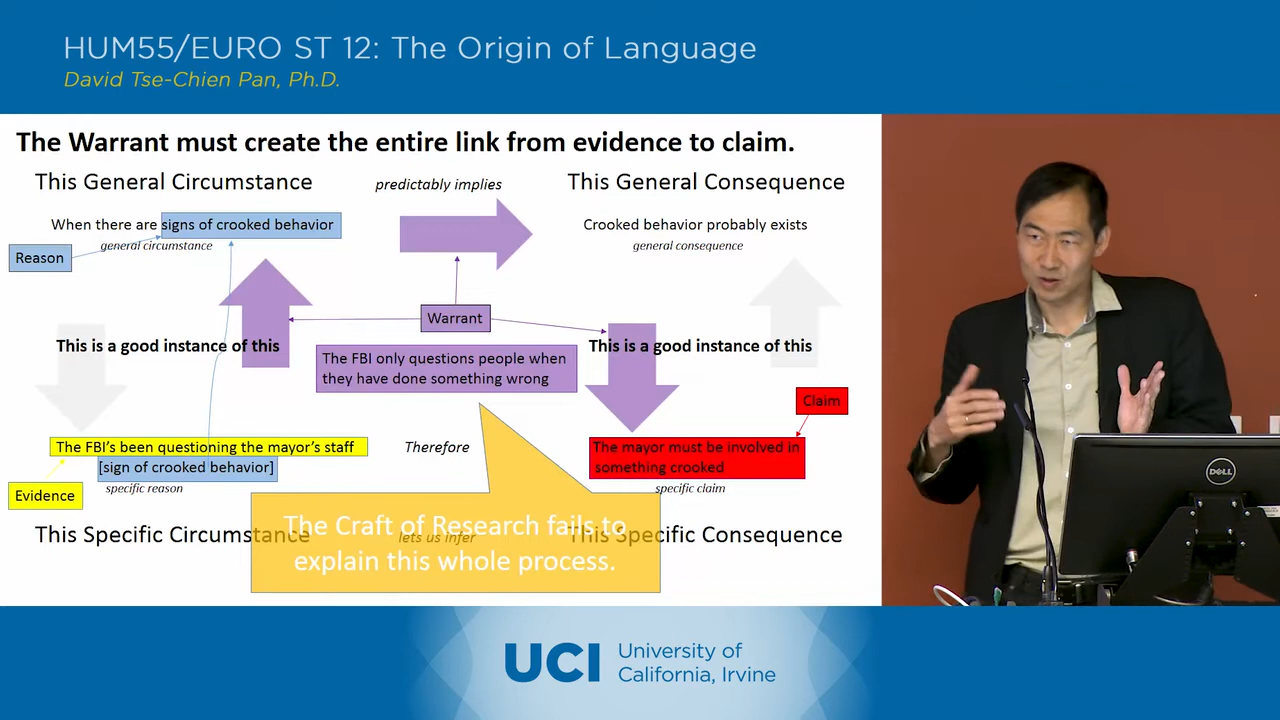 HUM55/EURO ST 12: The Origin of Language
David Tse-Chien Pan, Ph.D.
The Warrant must create the entire link from evidence to claim.
This General Circumstance
predictably implies
This General Consequence
When there are signs of crooked behavior
Crooked behavior probably exists
general circumstance
general consequence
Reason
Warrant
This is a good instance of this
This is a good instance of this
The FBI only questions people when
they have done something wrong
Claim
The FBI's been questioning the mayor's staff
Therefore
The mayor must be involved in
something crooked
[sign of crooked behavior]
specific reason
specific claim
Evidence
The Craft of Research fails to
explain this whole process.
This Specific Circumstance
lets us infer
This Specific Consequence
DELL
UCI
University of
California, Irvine